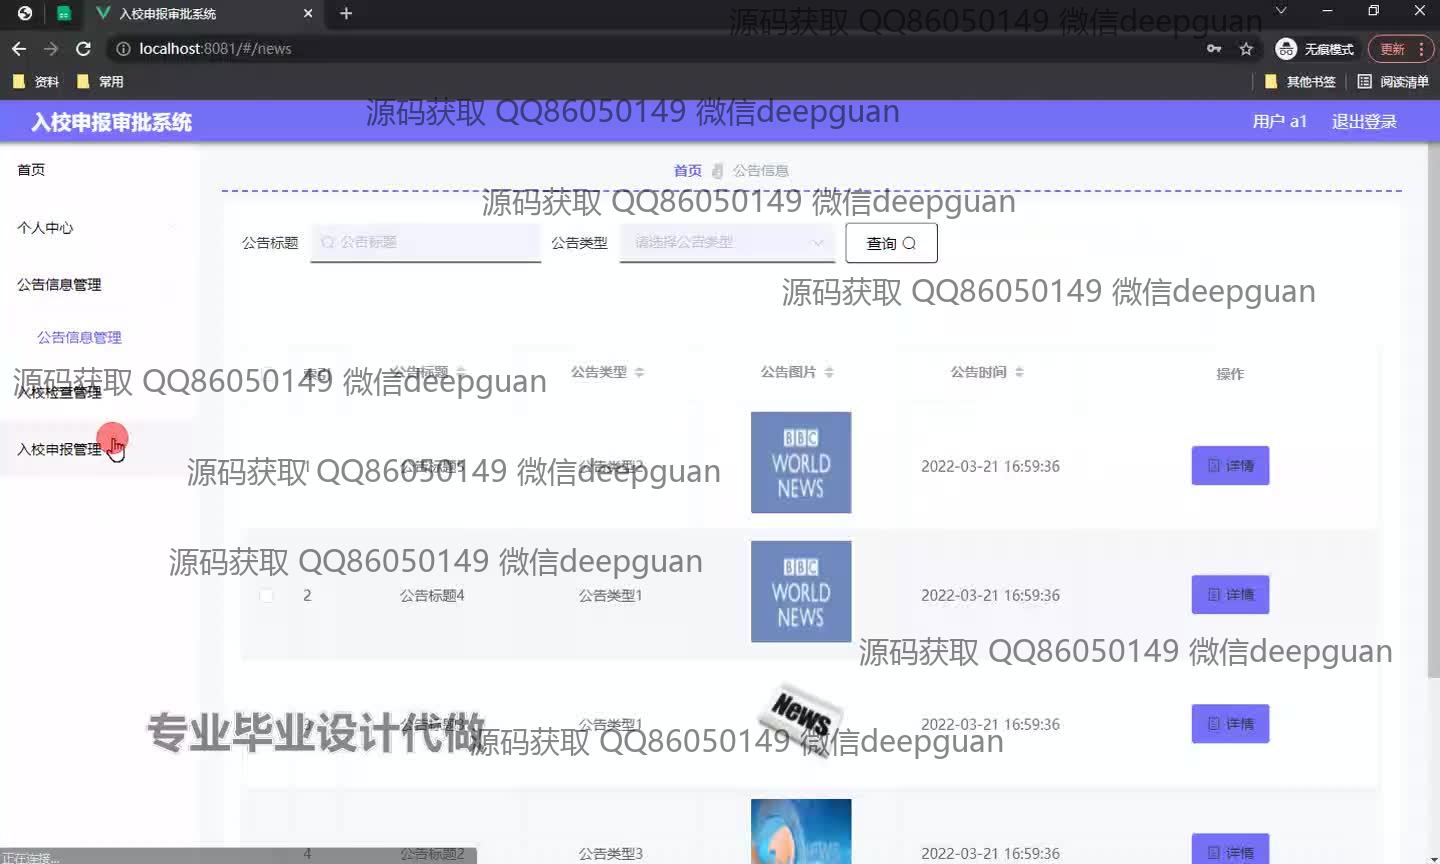 入校申报审批系统
源码获取 QQ86050149 微信deepguan
localhost:8081/#/news
无痕模式
更新
资料
常用
其他书签
阅读清单
入校申报审批系统
源码获取 QQ86050149 微信deepguan
用户 a1
退出登录
首页
首页
公告信息
源码获取 QQ86050149 微信deepguan
个人中心
公告标题
公告标题
公告类型
请选择公告类型
查询
公告信息管理
源码获取 QQ86050149 微信deepguan
公告信息管理
公告标题
公告类型
公告图片
公告时间
操作
源码获取 QQ86050149 微信deepguan
入校检查管理
入校申报管理
BBC
WORLD
NEWS
1
公告标题5
公告类型2
2022-03-21 16:59:36
详情
源码获取 QQ86050149 微信deepguan
源码获取 QQ86050149 微信deepguan
BBC
WORLD
NEWS
2
公告标题4
公告类型1
2022-03-21 16:59:36
详情
源码获取 QQ86050149 微信deepguan
News
专业毕业设计代做
公告类型1
2022-03-21 16:59:36
详情
源码获取 QQ86050149 微信deepguan
4
公告标题2
公告类型3
2022-03-21 16:59:36
详情
正在连接...